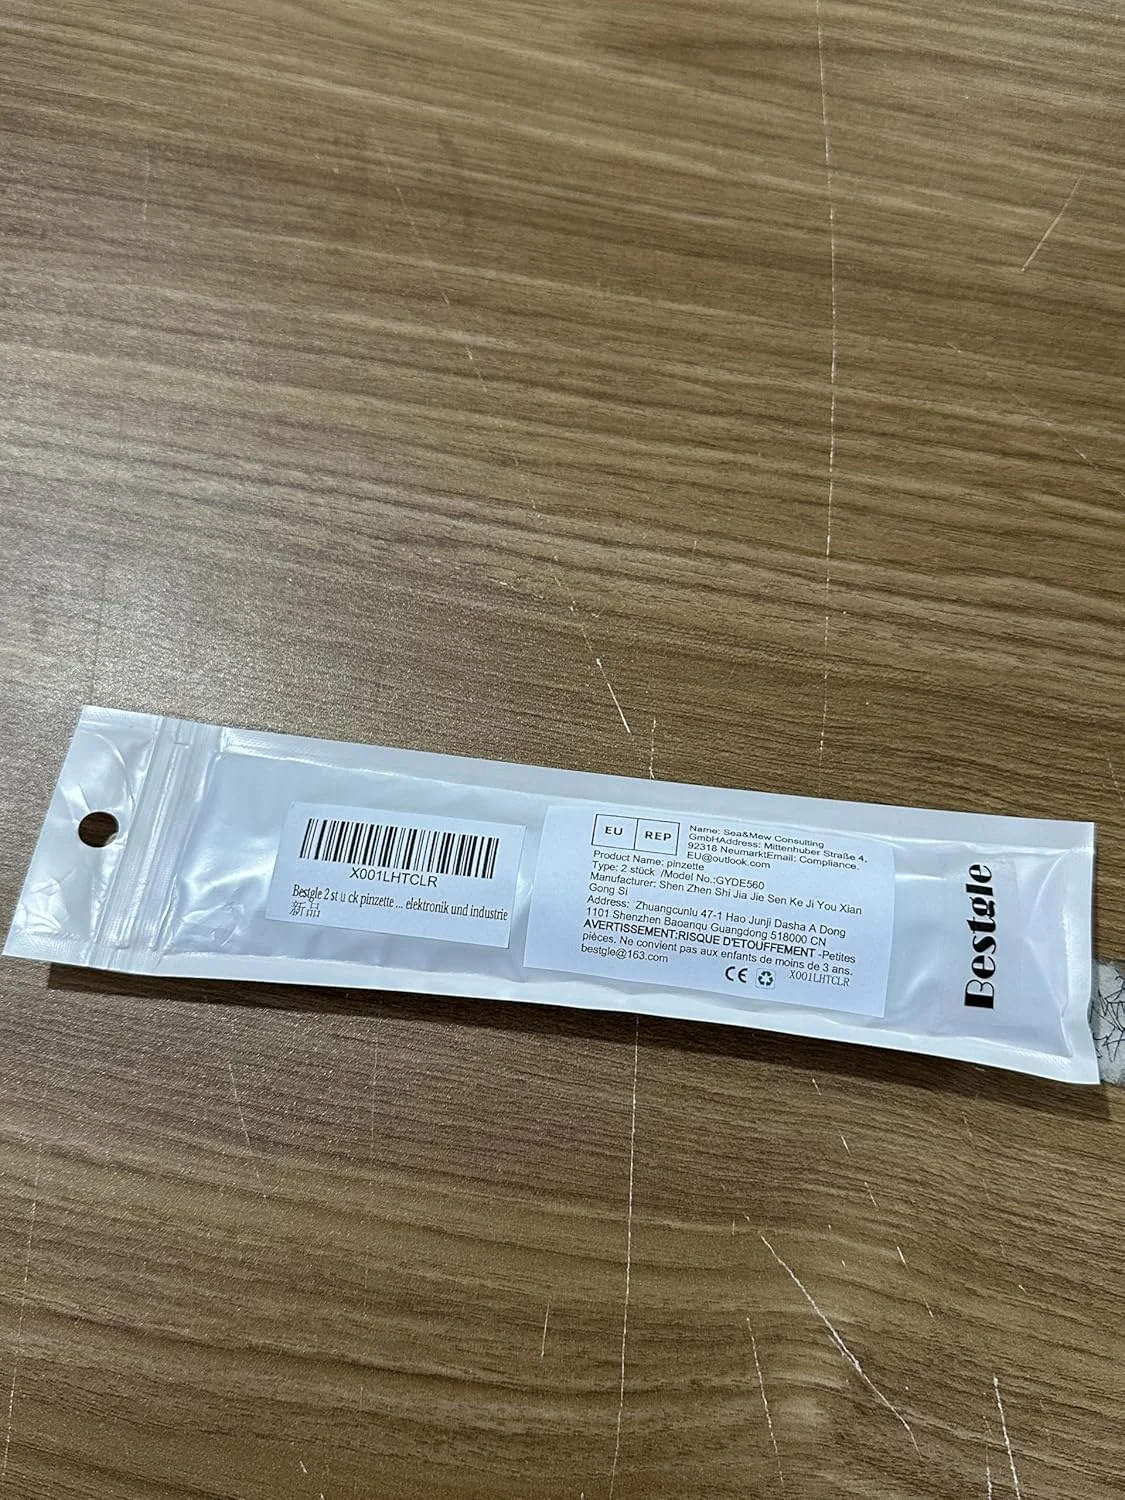 X001LHTCLR
Bestgle 2 st ü ck pinzette ... elektronik und industrie
新品
EU REP
Name: Sea&Mew Consulting
GmbHAddress: Mittenhuber Straße 4,
92318 NeumarktEmail: Compliance.
EU@outlook.com
Product Name: pinzette
Type: 2 stück /Model No.:GYDE560
Manufacturer: Shen Zhen Shi Jia Jie Sen Ke Ji You Xian
Gong Si
Address: Zhuangcunlu 47-1 Hao Junji Dasha A Dong
1101 Shenzhen Baoanqu Guangdong 518000 CN
AVERTISSEMENT:RISQUE D'ETOUFFEMENT -Petites
pièces. Ne convient pas aux enfants de moins de 3 ans.
bestgle@163.com
CE X001LHTCLR
Bestgle